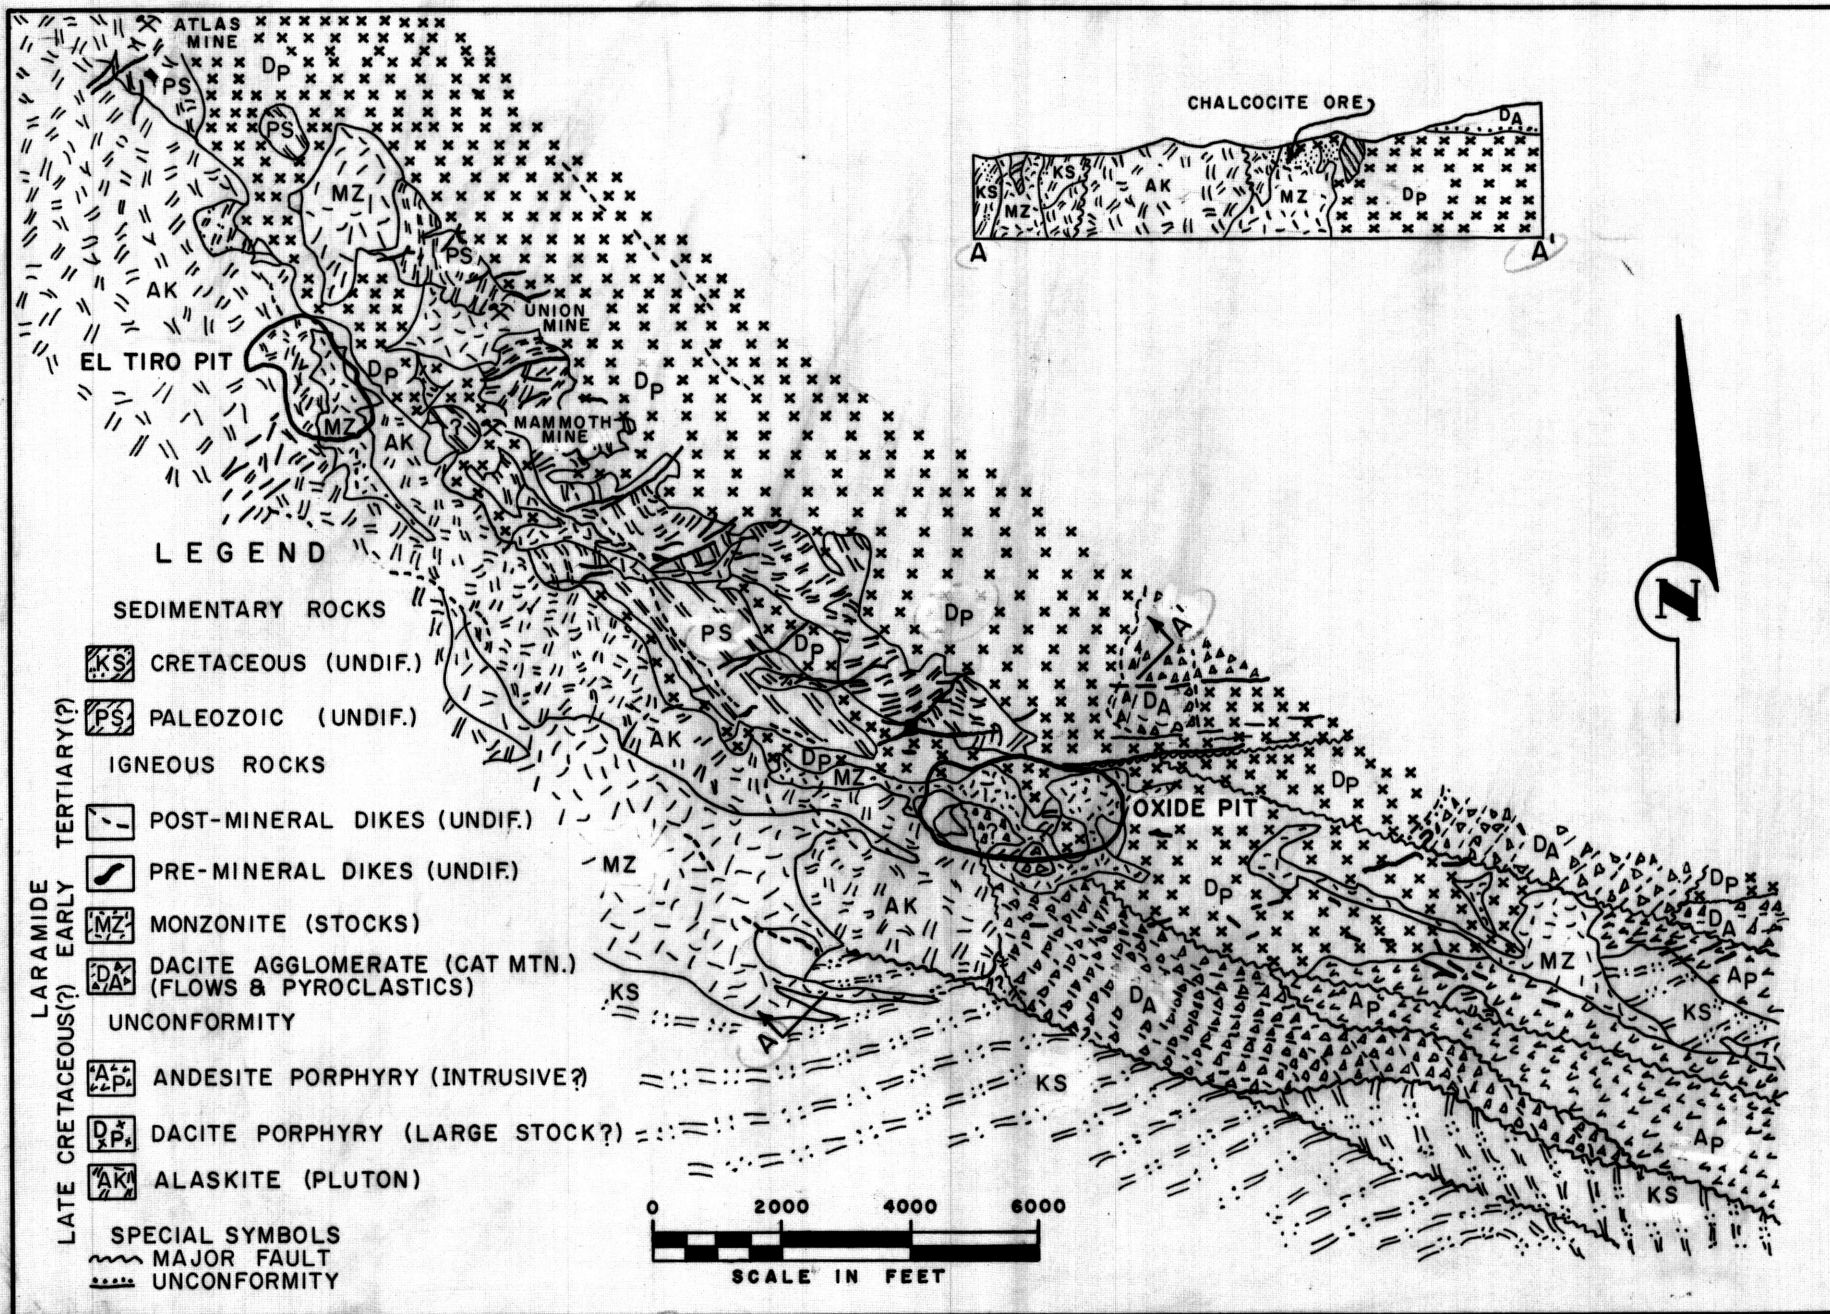 ATLAS
MINE
DP
PS
PS
MZ
PS
AK
UNION
MINE
EL TIRO PIT
DP
DP
MZ
AK
?
MAMMOTH
MINE
CHALCOCITE ORE
DA
KS
MZ
KS
AK
MZ
DP
A
A'
N
DP
PS
DP
A'
DA
AK
DP
MZ
OXIDE PIT
DP
MZ
DP
DA
DP
DA
AK
MZ
AP
KS
DA
AP
KS
A
KS
AP
KS
LEGEND
SEDIMENTARY ROCKS
KS CRETACEOUS (UNDIF.)
PS PALEOZOIC (UNDIF.)
IGNEOUS ROCKS
POST-MINERAL DIKES (UNDIF.)
PRE-MINERAL DIKES (UNDIF.)
MZ MONZONITE (STOCKS)
DA DACITE AGGLOMERATE (CAT MTN.)
(FLOWS & PYROCLASTICS)
UNCONFORMITY
AP ANDESITE PORPHYRY (INTRUSIVE?)
DP DACITE PORPHYRY (LARGE STOCK?)
AK ALASKITE (PLUTON)
LARAMIDE
LATE CRETACEOUS(?) EARLY TERTIARY(?)
SPECIAL SYMBOLS
MAJOR FAULT
UNCONFORMITY
0 2000 4000 6000
SCALE IN FEET